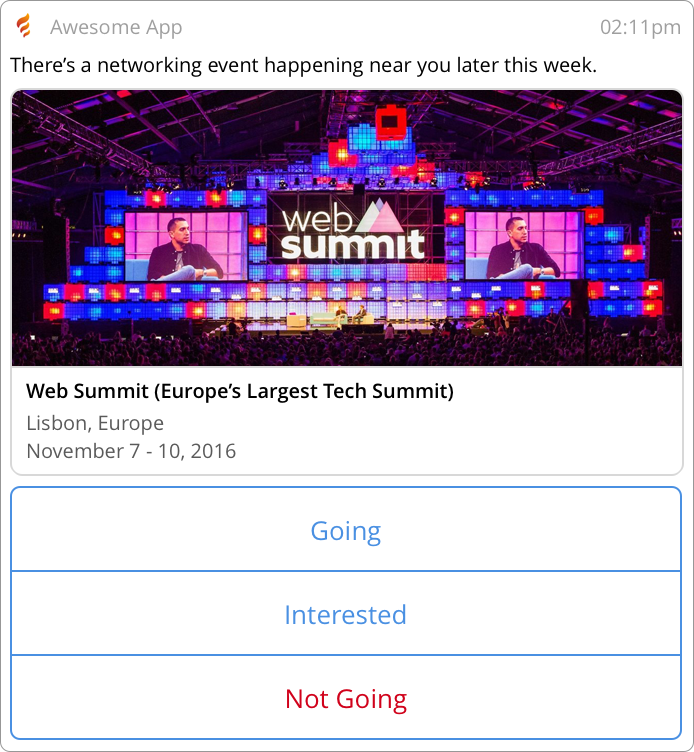 Awesome App
02:11pm
There’s a networking event happening near you later this week.
web
summit
Web Summit (Europe’s Largest Tech Summit)
Lisbon, Europe
November 7 - 10, 2016
Going
Interested
Not Going